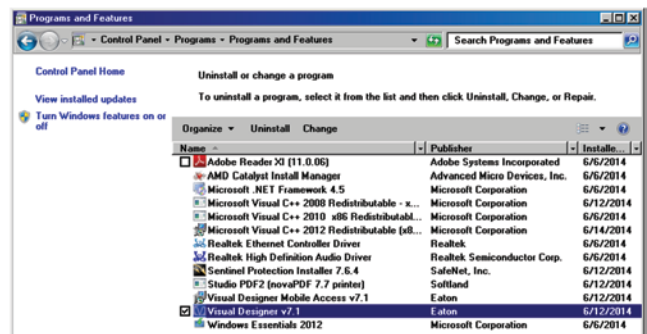 Programs and Features
Control Panel Programs Programs and Features
Search Programs and Features
Control Panel Home
View installed updates
Turn Windows features on or off
Uninstall or change a program
To uninstall a program, select it from the list and then click Uninstall, Change, or Repair.
Organize Uninstall Change
Name Publisher Installe...
Adobe Reader XI (11.0.06) Adobe Systems Incorporated 6/6/2014
AMD Catalyst Install Manager Advanced Micro Devices, Inc. 6/6/2014
Microsoft .NET Framework 4.5 Microsoft Corporation 6/6/2014
Microsoft Visual C++ 2008 Redistributable - x... Microsoft Corporation 6/12/2014
Microsoft Visual C++ 2010 x86 Redistributabl... Microsoft Corporation 6/6/2014
Microsoft Visual C++ 2012 Redistributable (x8... Microsoft Corporation 6/14/2014
Realtek Ethernet Controller Driver Realtek 6/6/2014
Realtek High Definition Audio Driver Realtek Semiconductor Corp. 6/6/2014
Sentinel Protection Installer 7.6.4 SafeNet, Inc. 6/12/2014
Studio PDF2 (novaPDF 7.7 printer) Softland 6/12/2014
Visual Designer Mobile Access v7.1 Eaton 6/12/2014
Visual Designer v7.1 Eaton 6/12/2014
Windows Essentials 2012 Microsoft Corporation 6/6/2014